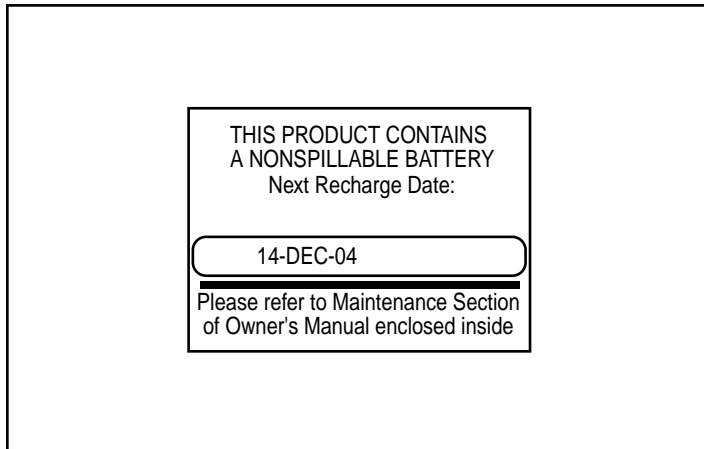 THIS PRODUCT CONTAINS
A NONSPILLABLE BATTERY
Next Recharge Date:
14-DEC-04
Please refer to Maintenance Section
of Owner's Manual enclosed inside